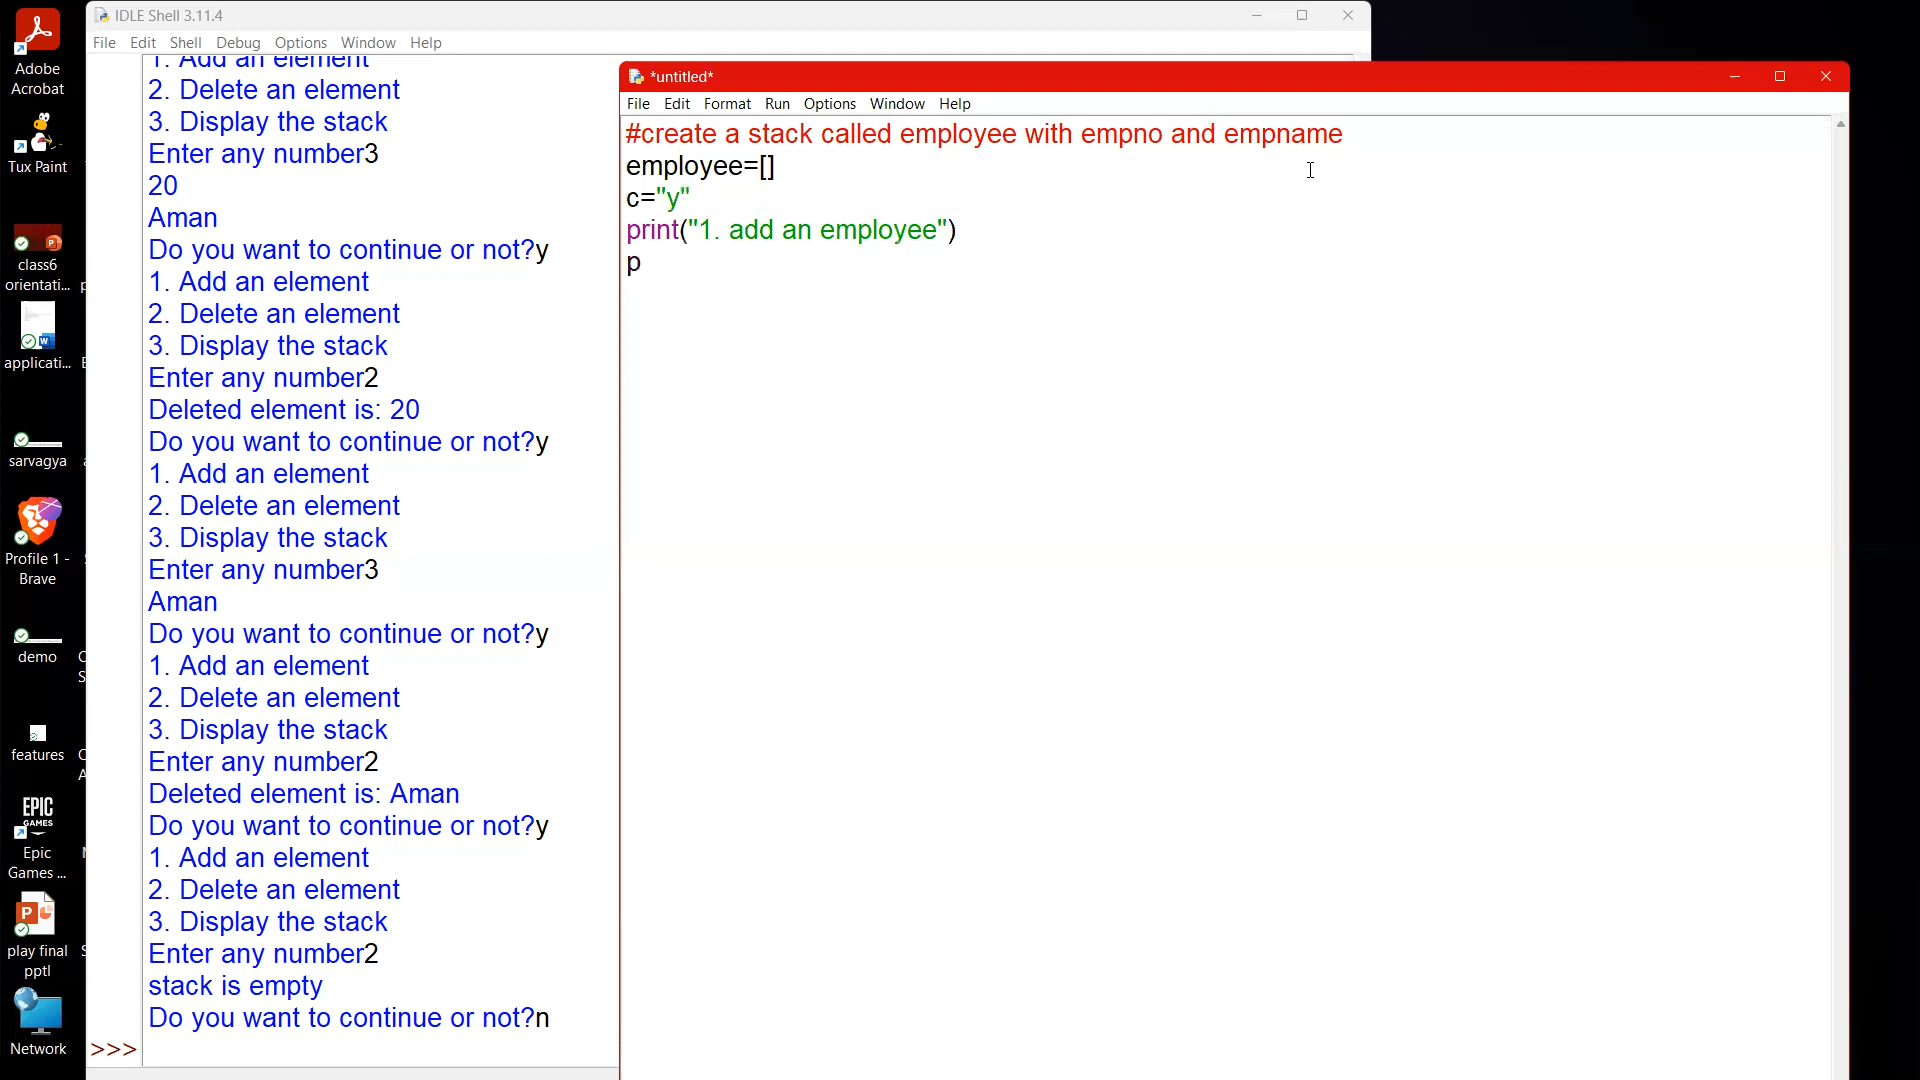 Adobe
Acrobat
Tux Paint
class6
orientati...
applicati...
sarvagya
Profile 1 -
Brave
demo
features
EPIC
GAMES
Epic
Games ...
play final
pptl
Network
IDLE Shell 3.11.4
File Edit Shell Debug Options Window Help
1. Add an element
2. Delete an element
3. Display the stack
Enter any number3
20
Aman
Do you want to continue or not?y
1. Add an element
2. Delete an element
3. Display the stack
Enter any number2
Deleted element is: 20
Do you want to continue or not?y
1. Add an element
2. Delete an element
3. Display the stack
Enter any number3
Aman
Do you want to continue or not?y
1. Add an element
2. Delete an element
3. Display the stack
Enter any number2
Deleted element is: Aman
Do you want to continue or not?y
1. Add an element
2. Delete an element
3. Display the stack
Enter any number2
stack is empty
Do you want to continue or not?n
>>>
*untitled*
File Edit Format Run Options Window Help
#create a stack called employee with empno and empname
employee=[]
c="y"
print("1. add an employee")
p